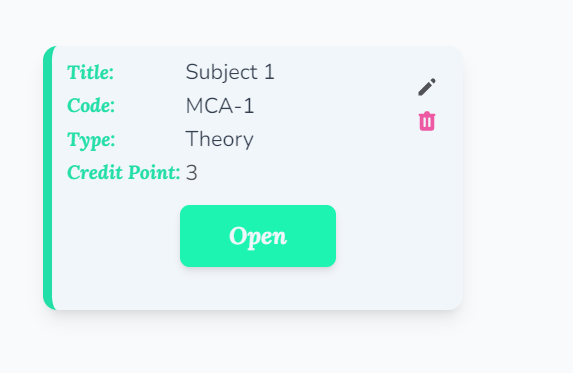 Title: Subject 1
Code: MCA-1
Type: Theory
Credit Point: 3
Open